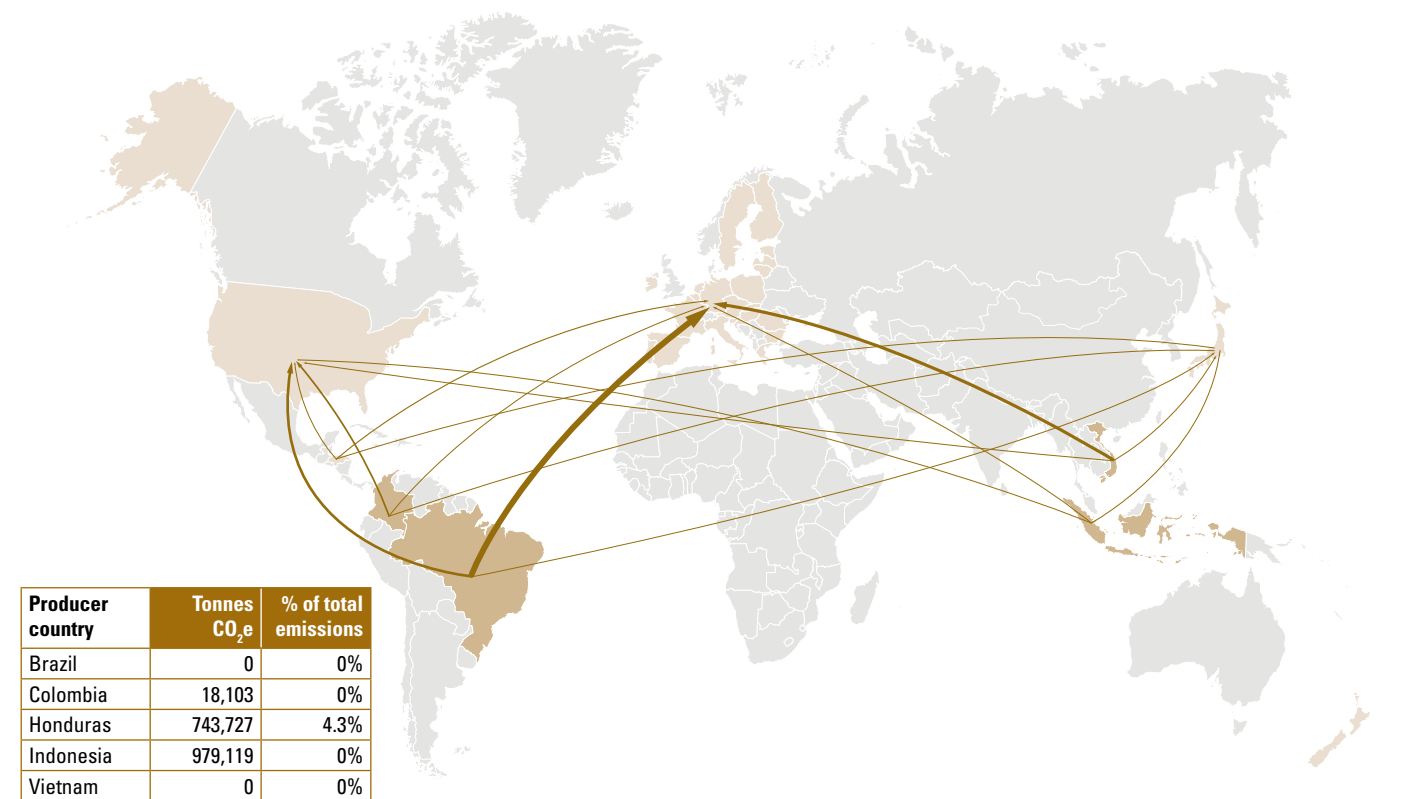 Producer country Tonnes CO₂e % of total emissions
Brazil 0 0%
Colombia 18,103 0%
Honduras 743,727 4.3%
Indonesia 979,119 0%
Vietnam 0 0%